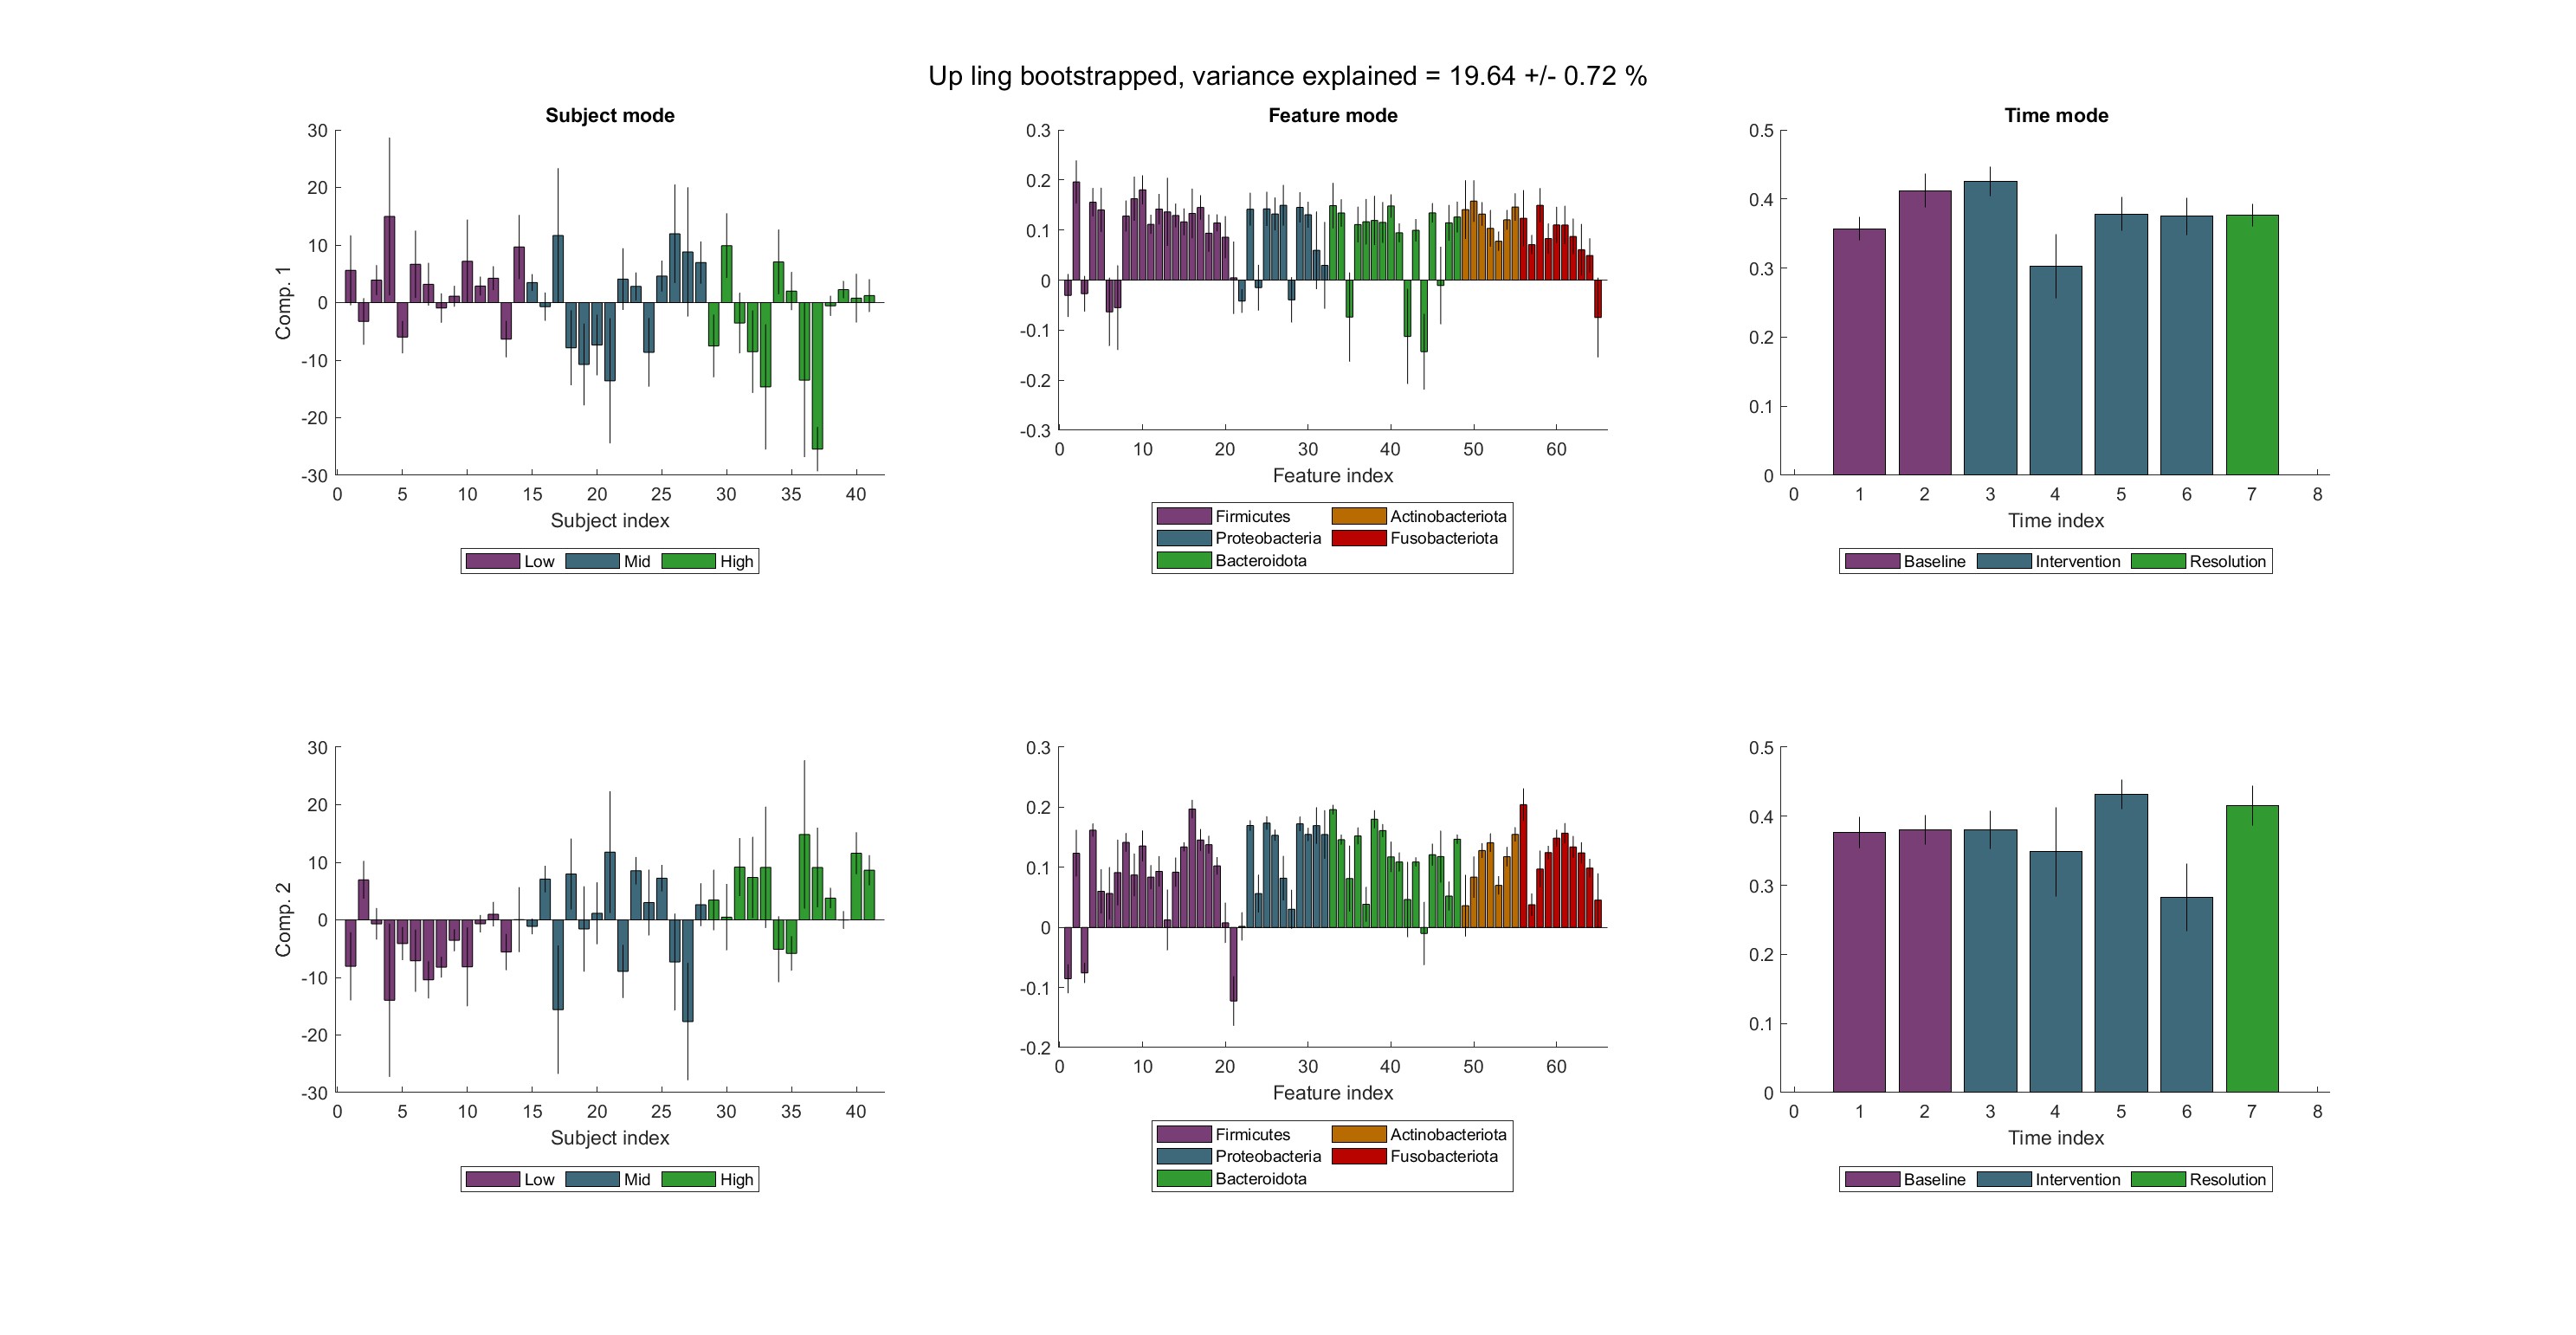 Up ling bootstrapped, variance explained = 19.64 +/- 0.72 %
Subject mode
Comp. 1
30
20
10
0
-10
-20
-30
0 5 10 15 20 25 30 35 40
Subject index
Low Mid High
Feature mode
0.3
0.2
0.1
0
-0.1
-0.2
-0.3
0 10 20 30 40 50 60
Feature index
Firmicutes Actinobacteriota
Proteobacteria Fusobacteriota
Bacteroidota
Time mode
0.5
0.4
0.3
0.2
0.1
0
0 1 2 3 4 5 6 7 8
Time index
Baseline Intervention Resolution
Comp. 2
30
20
10
0
-10
-20
-30
0 5 10 15 20 25 30 35 40
Subject index
Low Mid High
0.3
0.2
0.1
0
-0.1
-0.2
0 10 20 30 40 50 60
Feature index
Firmicutes Actinobacteriota
Proteobacteria Fusobacteriota
Bacteroidota
0.5
0.4
0.3
0.2
0.1
0
0 1 2 3 4 5 6 7 8
Time index
Baseline Intervention Resolution